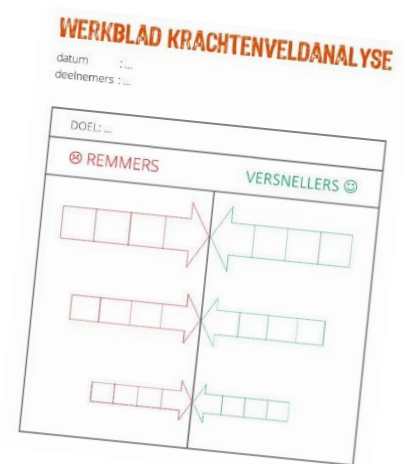 WERKBLAD KRACHTENVELDANALYSE
datum : ...
deelnemers : ...
DOEL: ...
☹ REMMERS
VERSNELLERS ☺